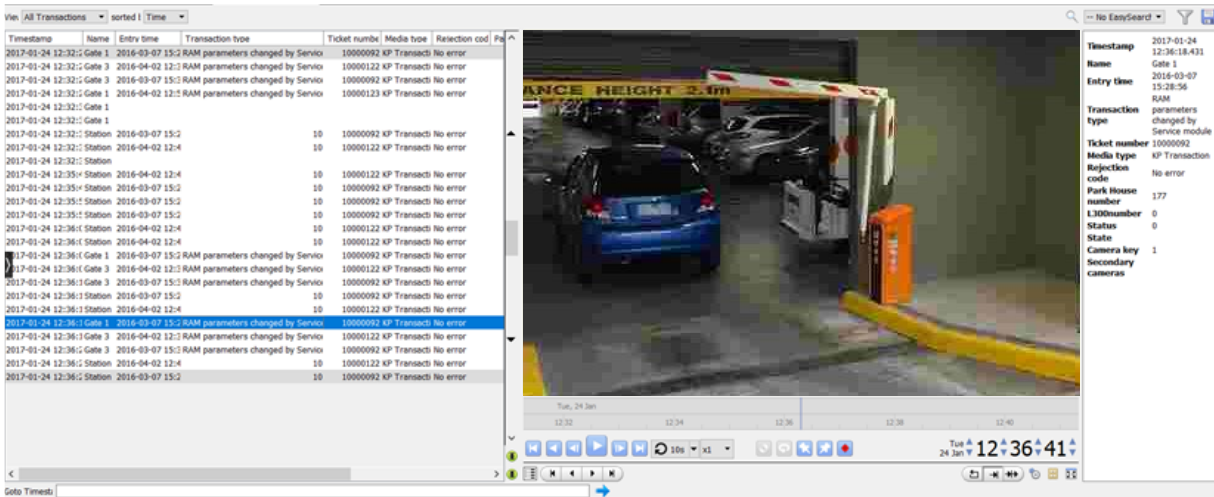 View All Transactions sorted l Time -- No EasySearch
Timestamp Name Entry time Transaction type Ticket numbe Media type Rejection cod Pa
2017-01-24 12:32: Gate 1 2016-03-07 15:2 RAM parameters changed by Service 10000092 KP Transacti No error
2017-01-24 12:32: Gate 3 2016-04-02 12:3 RAM parameters changed by Service 10000122 KP Transacti No error
2017-01-24 12:32: Gate 3 2016-03-07 15:3 RAM parameters changed by Service 10000092 KP Transacti No error
2017-01-24 12:32: Gate 1 2016-04-02 12:5 RAM parameters changed by Service 10000123 KP Transacti No error
2017-01-24 12:32: Gate 1
2017-01-24 12:32: Gate 1
2017-01-24 12:32: Station 2016-03-07 15:2 10 10000092 KP Transacti No error
2017-01-24 12:32: Station 2016-04-02 12:4 10 10000122 KP Transacti No error
2017-01-24 12:32: Station
2017-01-24 12:35: Station 2016-04-02 12:4 10 10000122 KP Transacti No error
2017-01-24 12:35: Station 2016-03-07 15:2 10 10000092 KP Transacti No error
2017-01-24 12:35: Station 2016-03-07 15:2 10 10000092 KP Transacti No error
2017-01-24 12:35: Station 2016-03-07 15:2 10 10000092 KP Transacti No error
2017-01-24 12:36: Station 2016-04-02 12:4 10 10000122 KP Transacti No error
2017-01-24 12:36: Station 2016-04-02 12:4 10 10000122 KP Transacti No error
2017-01-24 12:36: Gate 1 2016-03-07 15:2 RAM parameters changed by Service 10000092 KP Transacti No error
2017-01-24 12:36: Gate 3 2016-04-02 12:3 RAM parameters changed by Service 10000122 KP Transacti No error
2017-01-24 12:36:1 Gate 3 2016-03-07 15:3 RAM parameters changed by Service 10000092 KP Transacti No error
2017-01-24 12:36:1 Station 2016-03-07 15:2 10 10000092 KP Transacti No error
2017-01-24 12:36:1 Station 2016-04-02 12:4 10 10000122 KP Transacti No error
2017-01-24 12:36:1 Gate 1 2016-03-07 15:2 RAM parameters changed by Service 10000092 KP Transacti No error
2017-01-24 12:36:1 Gate 3 2016-04-02 12:3 RAM parameters changed by Service 10000122 KP Transacti No error
2017-01-24 12:36:2 Gate 3 2016-03-07 15:3 RAM parameters changed by Service 10000092 KP Transacti No error
2017-01-24 12:36:2 Station 2016-04-02 12:4 10 10000122 KP Transacti No error
2017-01-24 12:36:2 Station 2016-03-07 15:2 10 10000092 KP Transacti No error
Goto Timest:
ANCE HEIGHT 2.1m
Tue, 24 Jan
12:32 12:34 12:36 12:38 12:40
10s x1 Tue 24 Jan 12:36:41
Timestamp 2017-01-24 12:36:18.431
Name Gate 1
Entry time 2016-03-07 15:28:56
Transaction type RAM parameters changed by Service module
Ticket number 10000092
Media type KP Transaction
Rejection code No error
Park House number 177
L300number 0
Status 0
State
Camera key 1
Secondary cameras